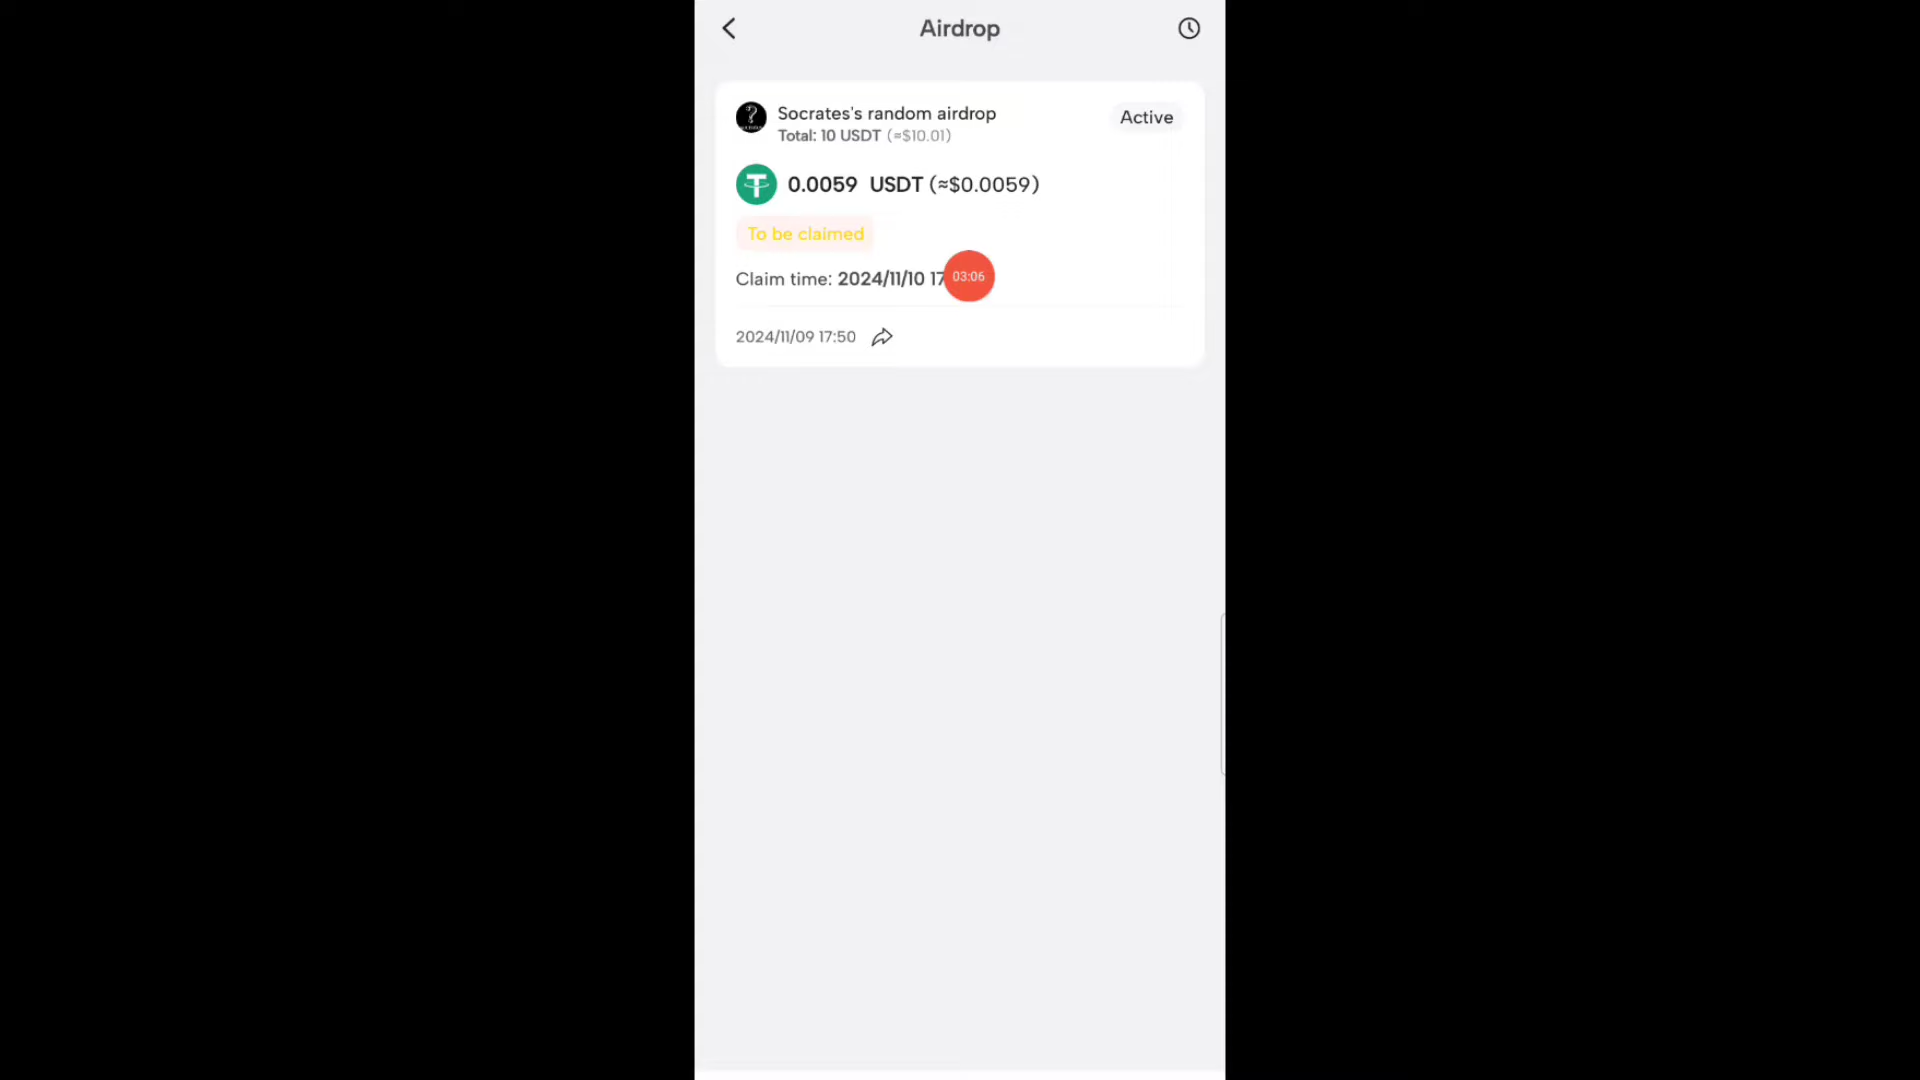 Airdrop
Socrates's random airdrop
Active
Total: 10 USDT (≈$10.01)
0.0059 USDT (≈$0.0059)
To be claimed
Claim time: 2024/11/10 17
03:06
2024/11/09 17:50